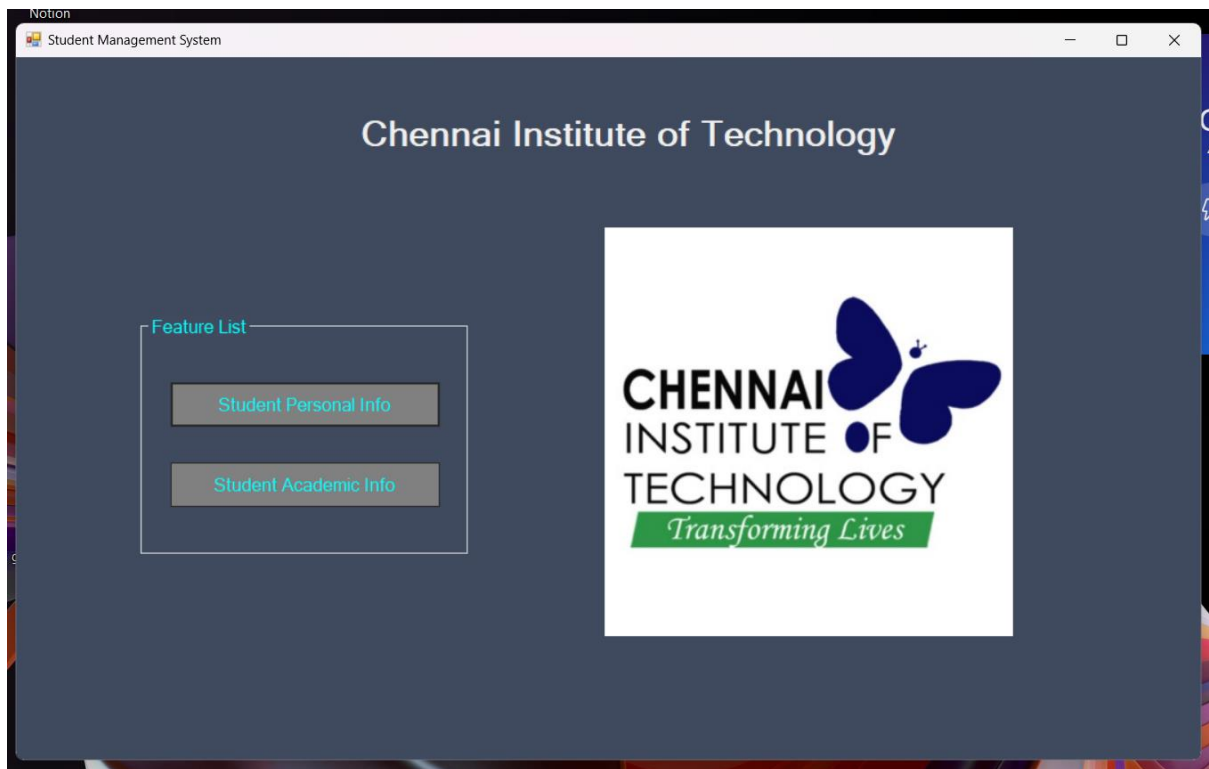 Notion
Student Management System
Chennai Institute of Technology
Feature List
Student Personal Info
Student Academic Info
CHENNAI
INSTITUTE OF
TECHNOLOGY
Transforming Lives